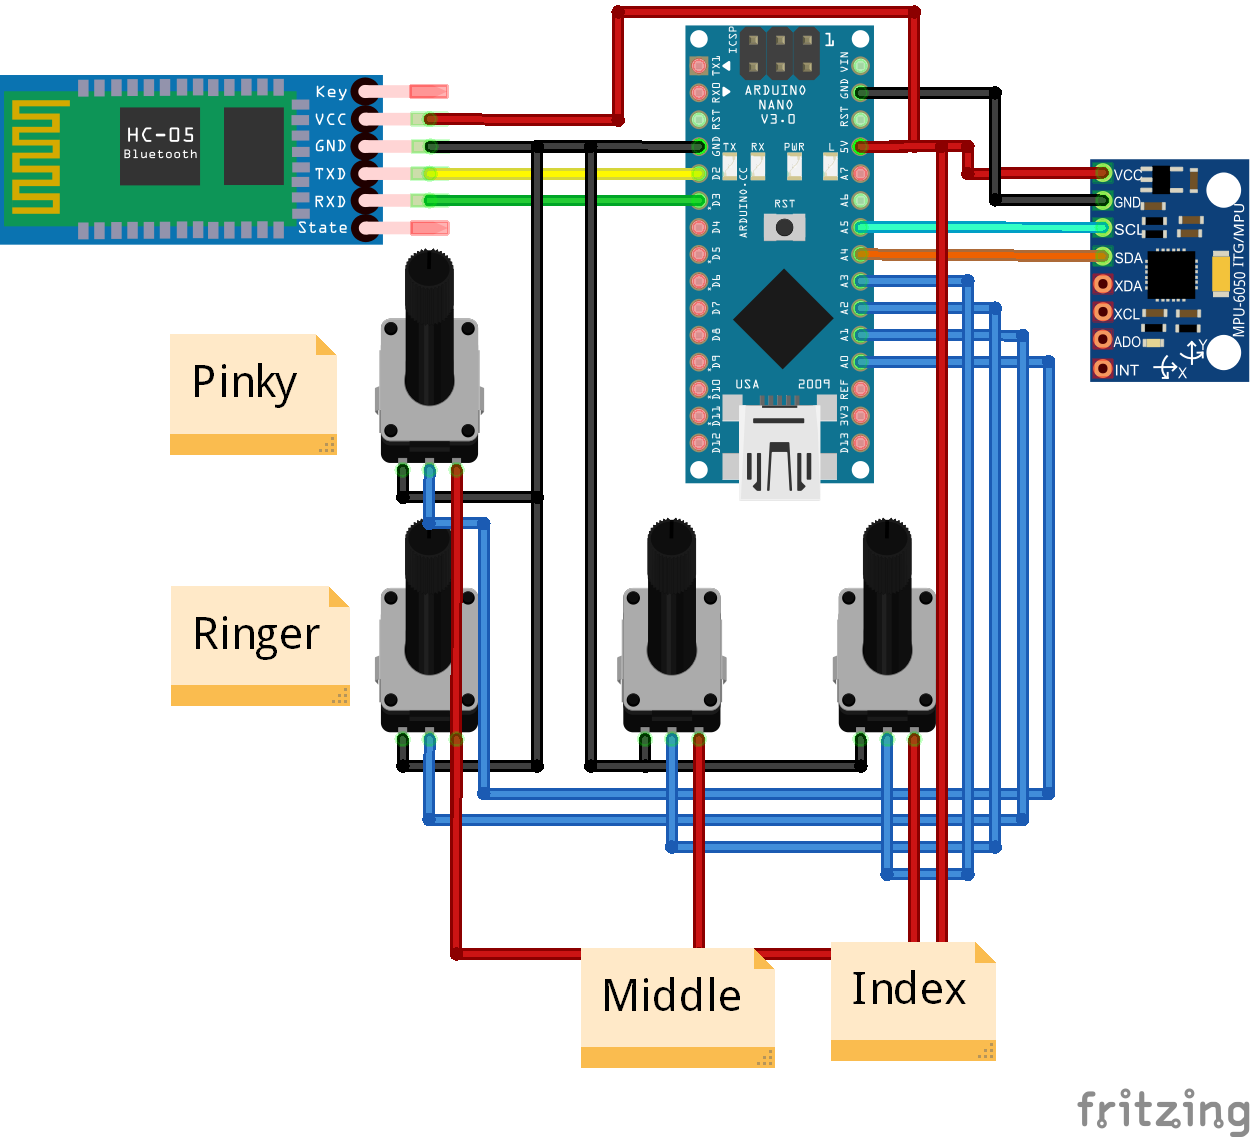 HC-05
Bluetooth
Key
VCC
GND
TXD
RXD
State
ICSP
1
TX1
RX0
RST
GND
D2
D3
D4
D5
D6
D7
D8
D9
D10
D11
D12
ARDUINO
NANO
V3.0
TX
RX
PWR
L
ARDUINO.CC
RST
USA
2009
VIN
GND
RST
5V
A7
A6
A5
A4
A3
A2
A1
A0
REF
3V3
D13
VCC
GND
SCL
SDA
XDA
XCL
ADO
INT
MPU-6050 ITG/MPU
Y
X
Pinky
Ringer
Middle
Index
fritzing